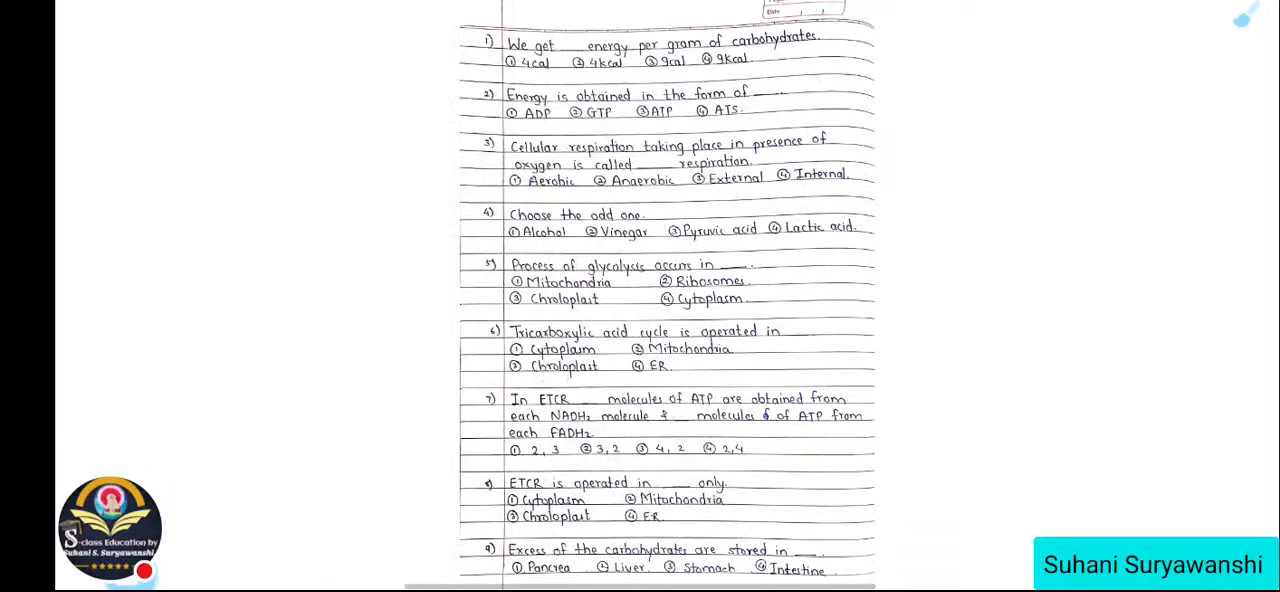 Date
1) We get ___ energy per gram of carbohydrates.
① 4cal ② 4kcal ③ 9cal ④ 9kcal.
2) Energy is obtained in the form of ___.
① ADP ② GTP ③ ATP ④ ATS.
3) Cellular respiration taking place in presence of
oxygen is called ___ respiration.
① Aerobic ② Anaerobic ③ External ④ Internal.
4) Choose the odd one.
① Alcohol ② Vinegar ③ Pyruvic acid ④ Lactic acid.
5) Process of glycolysis occurs in ___.
① Mitochondria ② Ribosomes.
③ Chroloplast ④ Cytoplasm.
6) Tricarboxylic acid cycle is operated in ___.
① Cytoplasm ② Mitochondria
③ Chroloplast ④ ER.
7) In ETCR ___ molecules of ATP are obtained from
each NADH₂ molecule & ___ molecules of ATP from
each FADH₂.
① 2, 3 ② 3, 2 ③ 4, 2 ④ 2,4
8) ETCR is operated in ___ only.
① Cytoplasm ② Mitochondria
③ Chroloplast ④ ER.
9) Excess of the carbohydrates are stored in ___.
① Pancrea ② Liver ③ Stomach ④ Intestine
S-class Education by
Suhani S. Suryawanshi
Suhani Suryawanshi